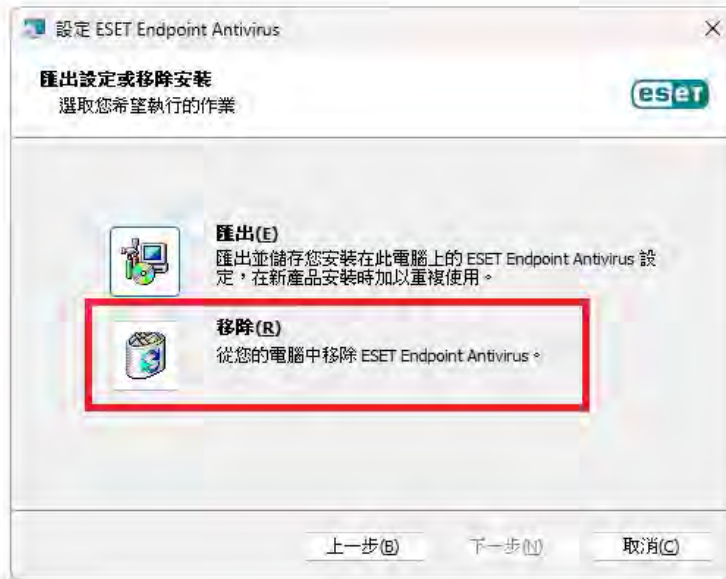 設定 ESET Endpoint Antivirus
匯出設定或移除安裝
選取您希望執行的作業
eseT
匯出(E)
匯出並儲存您安裝在此電腦上的 ESET Endpoint Antivirus 設
定，在新產品安裝時加以重複使用。
移除(R)
從您的電腦中移除 ESET Endpoint Antivirus。
上一步(B) 下一步(N) 取消(C)